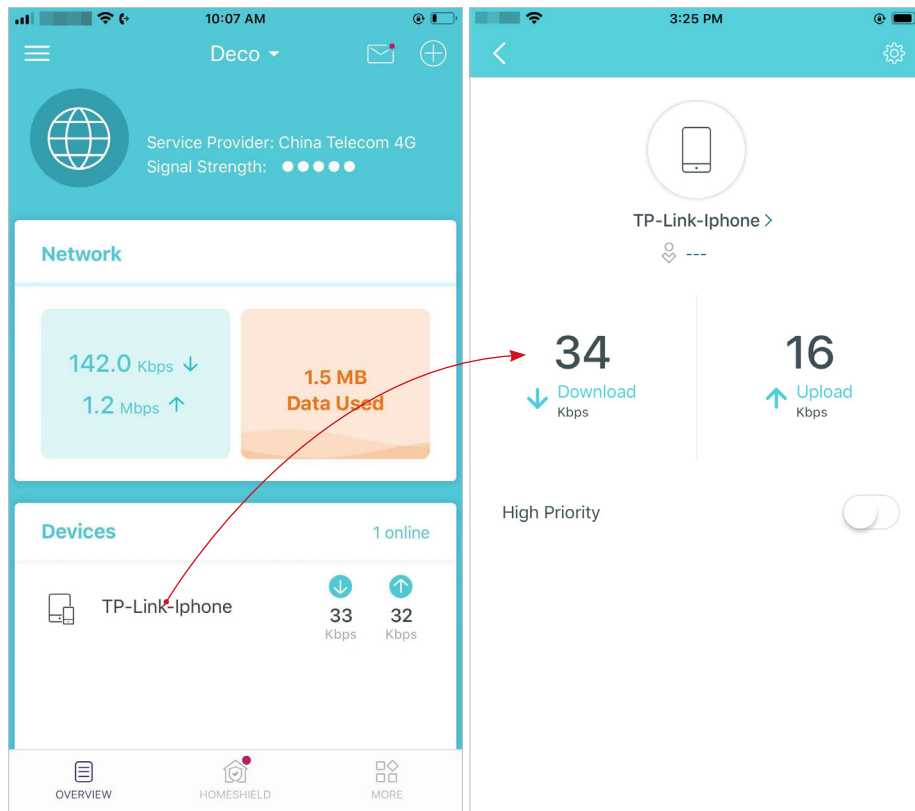 10:07 AM
Deco
Service Provider: China Telecom 4G
Signal Strength:
Network
142.0 Kbps
1.2 Mbps
1.5 MB
Data Used
Devices
1 online
TP-Link-Iphone
33
32
Kbps
Kbps
OVERVIEW
HOMESHIELD
MORE
3:25 PM
TP-Link-Iphone >
---
34
16
Download
Upload
Kbps
Kbps
High Priority